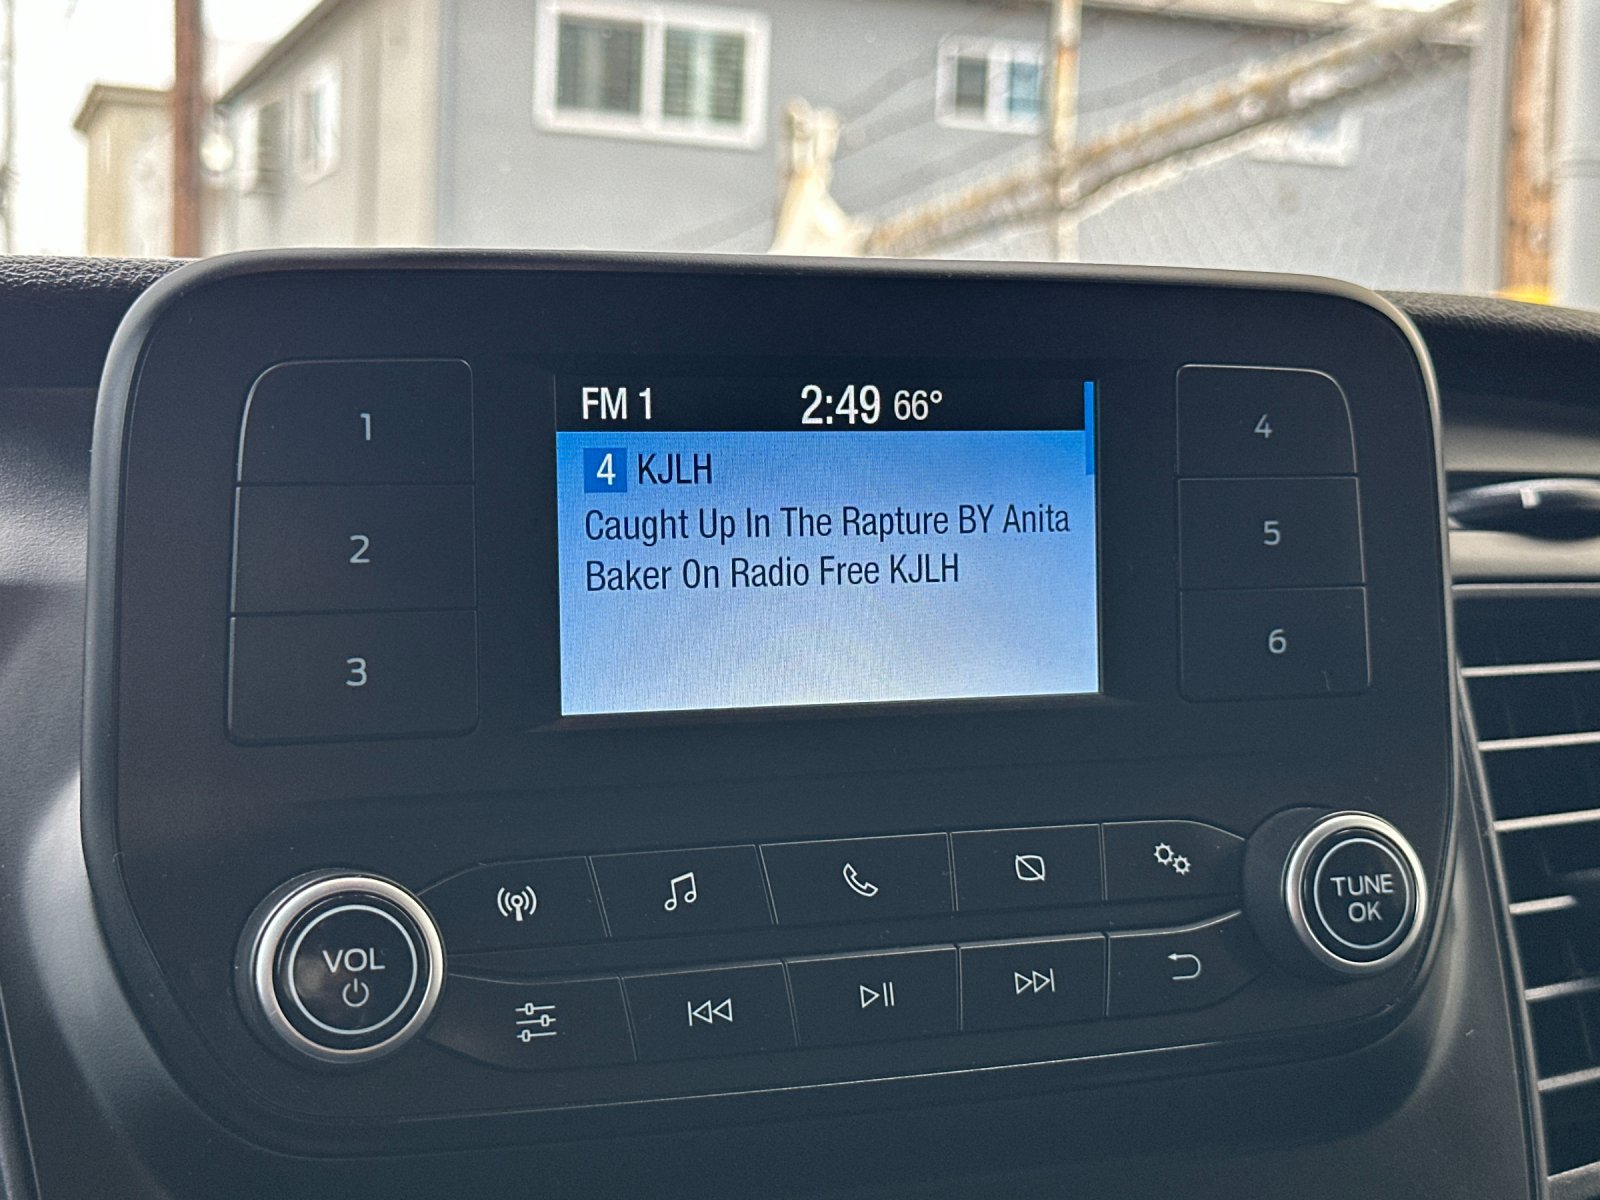 FM 1 2:49 66°
4 KJLH
Caught Up In The Rapture BY Anita
Baker On Radio Free KJLH
1
2
3
4
5
6
VOL
TUNE
OK